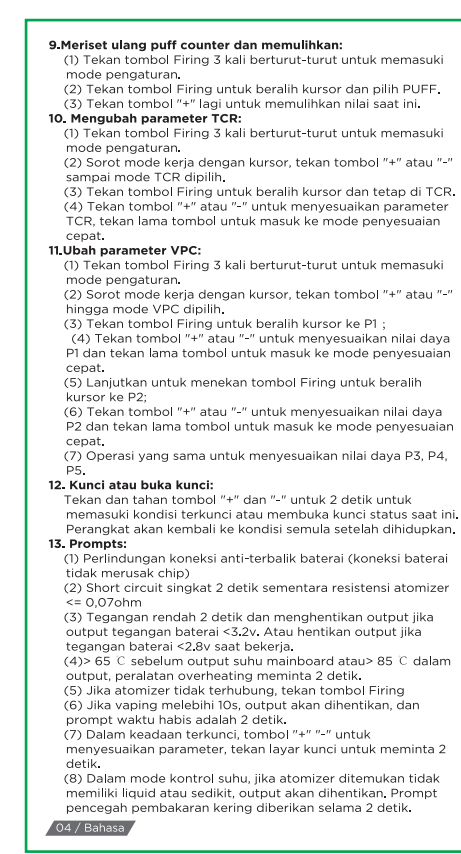 9.Meriset ulang puff counter dan memulihkan:
(1) Tekan tombol Firing 3 kali berturut-turut untuk memasuki
mode pengaturan.
(2) Tekan tombol Firing untuk beralih kursor dan pilih PUFF.
(3) Tekan tombol "+" lagi untuk memulihkan nilai saat ini.
10. Mengubah parameter TCR:
(1) Tekan tombol Firing 3 kali berturut-turut untuk memasuki
mode pengaturan.
(2) Sorot mode kerja dengan kursor, tekan tombol "+" atau "-"
sampai mode TCR dipilih.
(3) Tekan tombol Firing untuk beralih kursor dan tetap di TCR.
(4) Tekan tombol "+" atau "-" untuk menyesuaikan parameter
TCR, tekan lama tombol untuk masuk ke mode penyesuaian
cepat.
11.Ubah parameter VPC:
(1) Tekan tombol Firing 3 kali berturut-turut untuk memasuki
mode pengaturan.
(2) Sorot mode kerja dengan kursor, tekan tombol "+" atau "-"
hingga mode VPC dipilih.
(3) Tekan tombol Firing untuk beralih kursor ke P1 ;
(4) Tekan tombol "+" atau "-" untuk menyesuaikan nilai daya
P1 dan tekan lama tombol untuk masuk ke mode penyesuaian
cepat.
(5) Lanjutkan untuk menekan tombol Firing untuk beralih
kursor ke P2;
(6) Tekan tombol "+" atau "-" untuk menyesuaikan nilai daya
P2 dan tekan lama tombol untuk masuk ke mode penyesuaian
cepat.
(7) Operasi yang sama untuk menyesuaikan nilai daya P3, P4,
P5.
12. Kunci atau buka kunci:
Tekan dan tahan tombol "+" dan "-" untuk 2 detik untuk
memasuki kondisi terkunci atau membuka kunci status saat ini.
Perangkat akan kembali ke kondisi semula setelah dihidupkan.
13. Prompts:
(1) Perlindungan koneksi anti-terbalik baterai (koneksi baterai
tidak merusak chip)
(2) Short circuit singkat 2 detik sementara resistensi atomizer
<= 0,07ohm
(3) Tegangan rendah 2 detik dan menghentikan output jika
output tegangan baterai <3.2v. Atau hentikan output jika
tegangan baterai <2.8v saat bekerja.
(4)> 65 ℃ sebelum output suhu mainboard atau> 85 ℃ dalam
output, peralatan overheating meminta 2 detik.
(5) Jika atomizer tidak terhubung, tekan tombol Firing
(6) Jika vaping melebihi 10s, output akan dihentikan, dan
prompt waktu habis adalah 2 detik.
(7) Dalam keadaan terkunci, tombol "+" "-" untuk
menyesuaikan parameter, tekan layar kunci untuk meminta 2
detik.
(8) Dalam mode kontrol suhu, jika atomizer ditemukan tidak
memiliki liquid atau sedikit, output akan dihentikan. Prompt
pencegah pembakaran kering diberikan selama 2 detik.
04 / Bahasa